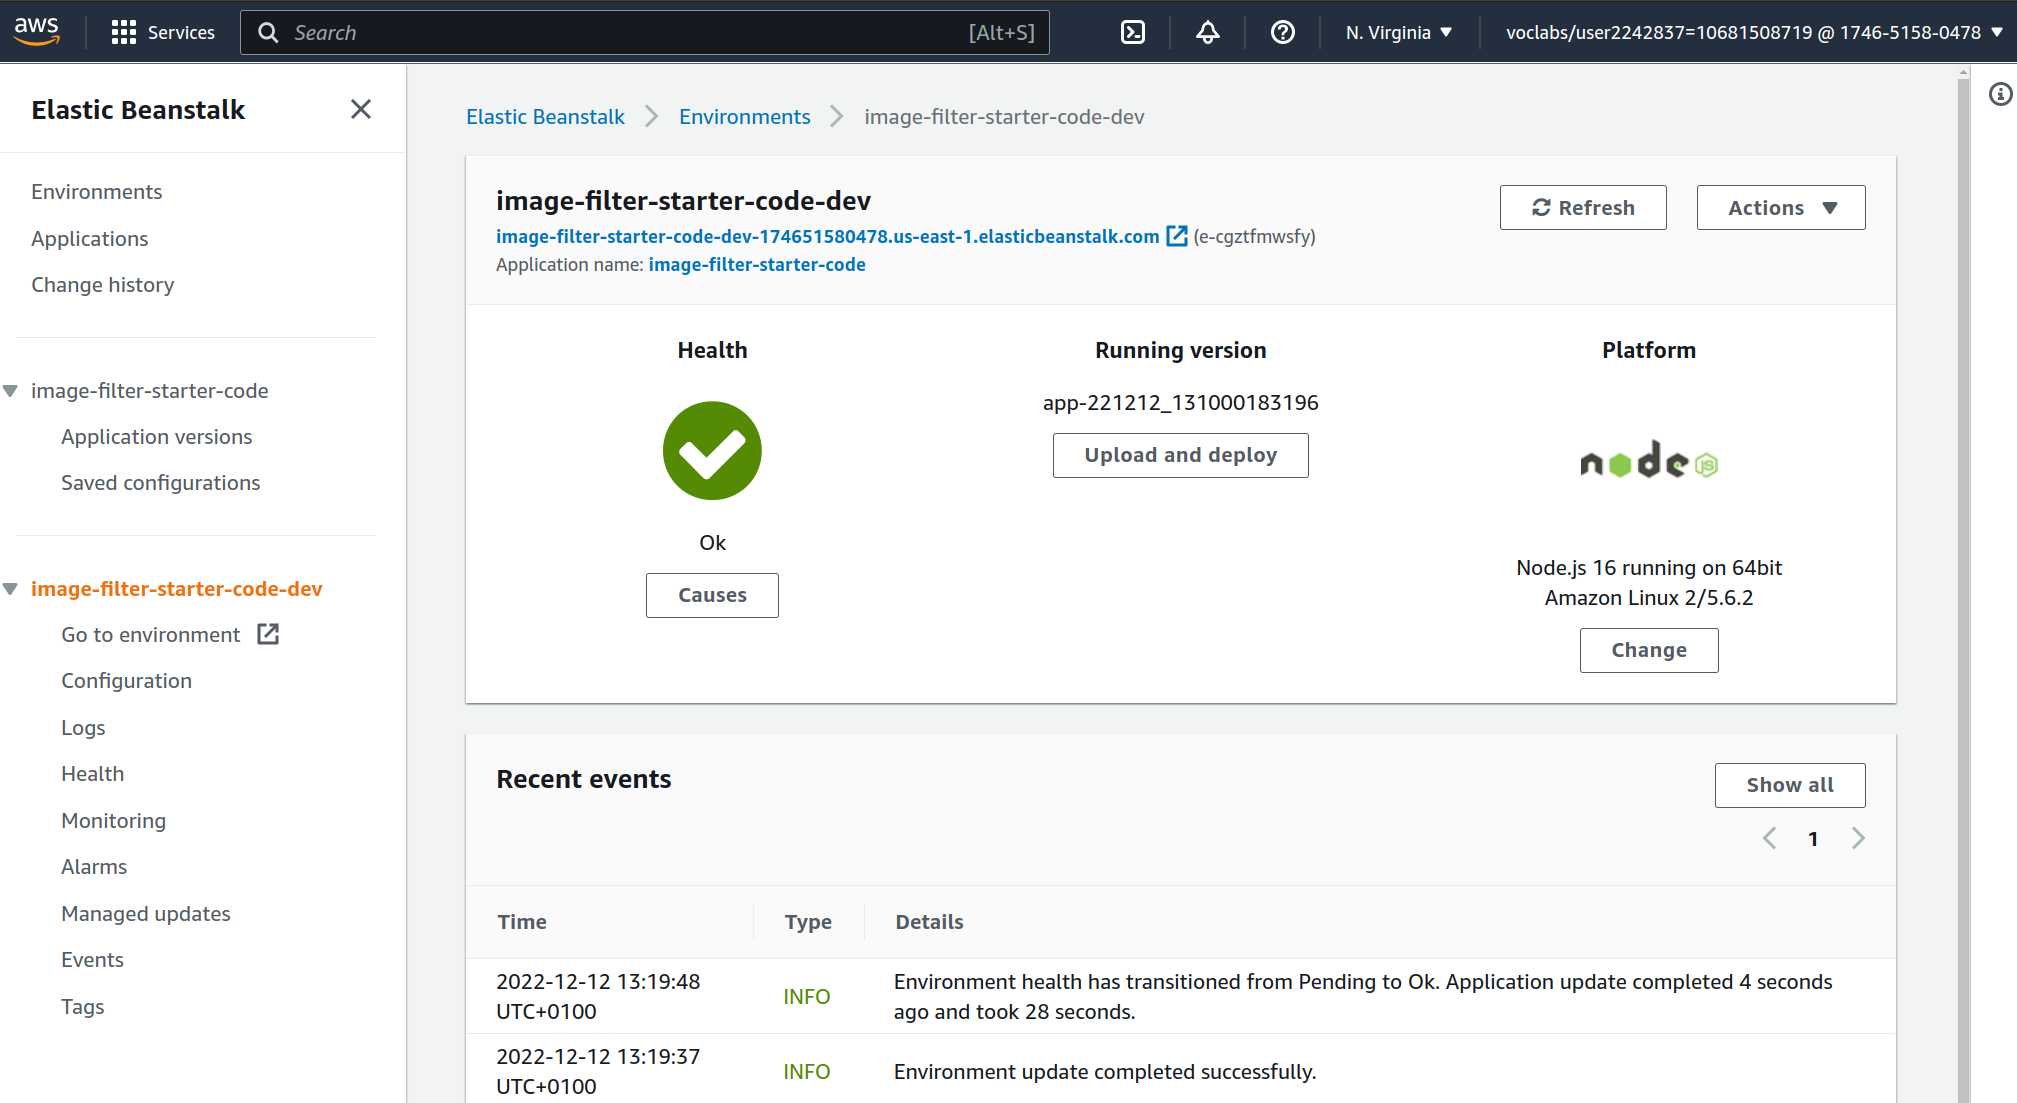 aws
Services
Search
[Alt+S]
N. Virginia
voclabs/user2242837=10681508719 @ 1746-5158-0478
Elastic Beanstalk
Environments
Applications
Change history
image-filter-starter-code
Application versions
Saved configurations
image-filter-starter-code-dev
Go to environment
Configuration
Logs
Health
Monitoring
Alarms
Managed updates
Events
Tags
Elastic Beanstalk
Environments
image-filter-starter-code-dev
image-filter-starter-code-dev
image-filter-starter-code-dev-174651580478.us-east-1.elasticbeanstalk.com (e-cgztfmwsfy)
Application name: image-filter-starter-code
Refresh
Actions
Health
Ok
Causes
Running version
app-221212_131000183196
Upload and deploy
Platform
node JS
Node.js 16 running on 64bit
Amazon Linux 2/5.6.2
Change
Recent events
Show all
1
Time
Type
Details
2022-12-12 13:19:48
UTC+0100
INFO
Environment health has transitioned from Pending to Ok. Application update completed 4 seconds
ago and took 28 seconds.
2022-12-12 13:19:37
UTC+0100
INFO
Environment update completed successfully.